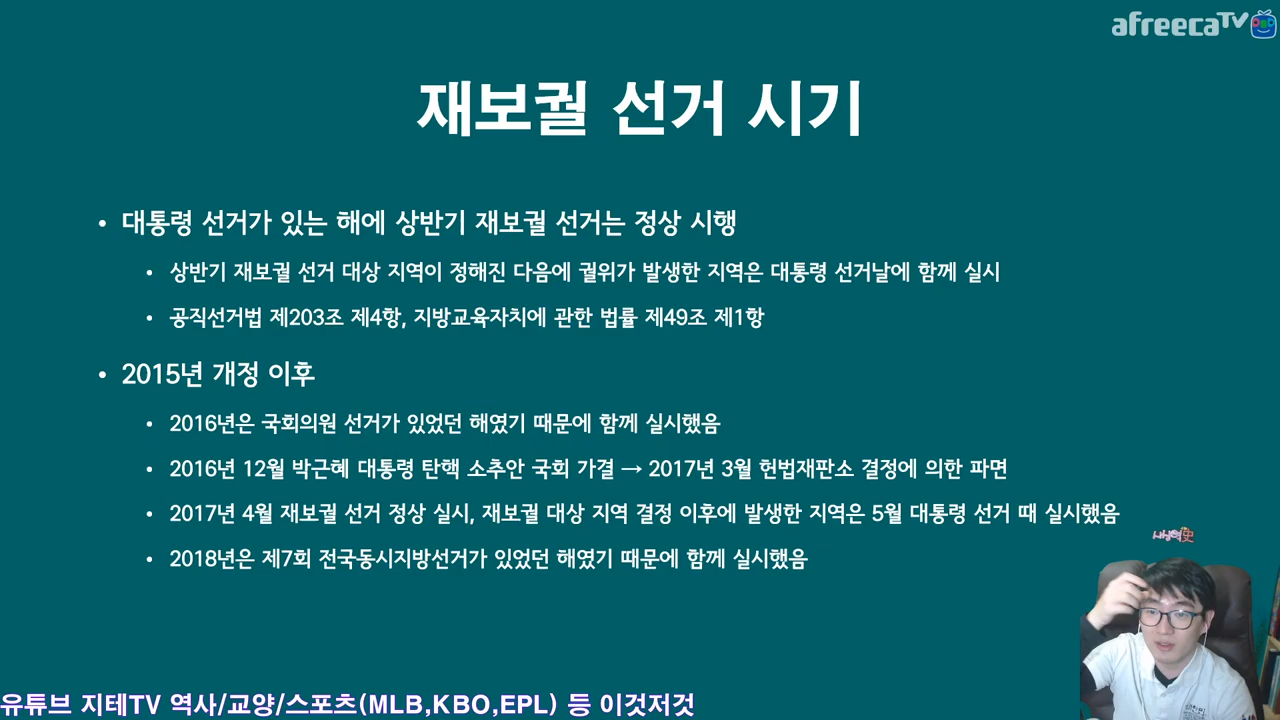 afreecaTV
재보궐 선거 시기
• 대통령 선거가 있는 해에 상반기 재보궐 선거는 정상 시행
• 상반기 재보궐 선거 대상 지역이 정해진 다음에 궐위가 발생한 지역은 대통령 선거날에 함께 실시
• 공직선거법 제203조 제4항, 지방교육자치에 관한 법률 제49조 제1항
• 2015년 개정 이후
• 2016년은 국회의원 선거가 있었던 해였기 때문에 함께 실시했음
• 2016년 12월 박근혜 대통령 탄핵 소추안 국회 가결 → 2017년 3월 헌법재판소 결정에 의한 파면
• 2017년 4월 재보궐 선거 정상 실시, 재보궐 대상 지역 결정 이후에 발생한 지역은 5월 대통령 선거 때 실시했음
• 2018년은 제7회 전국동시지방선거가 있었던 해였기 때문에 함께 실시했음
유튜브 지테TV 역사/교양/스포츠(MLB,KBO,EPL) 등 이것저것